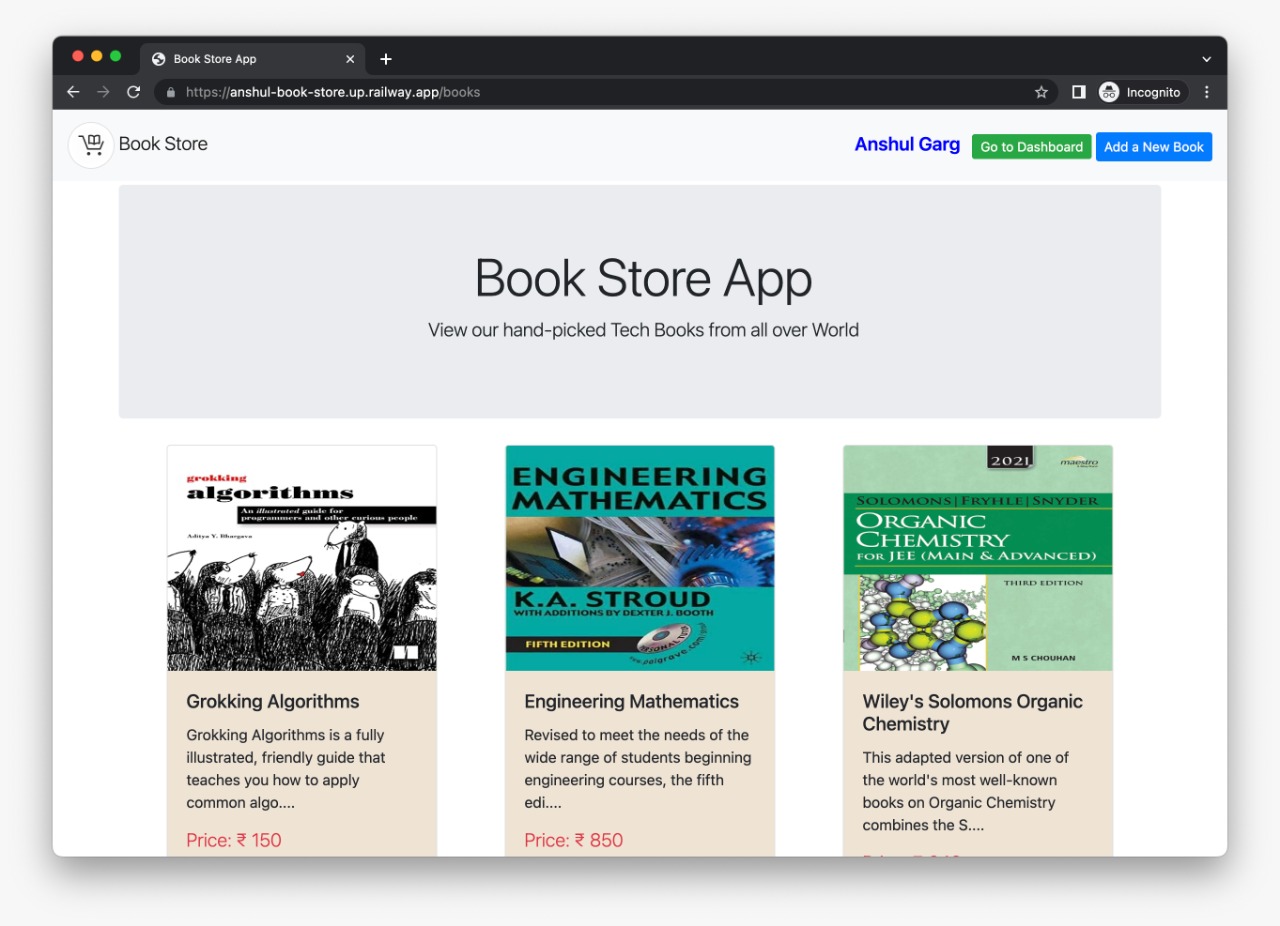 Book Store App
https://anshul-book-store.up.railway.app/books
Incognito
Book Store
Anshul Garg
Go to Dashboard
Add a New Book
Book Store App
View our hand-picked Tech Books from all over World
grokking
algorithms
An illustrated guide for
programmers and other curious people
Aditya Y. Bhargava
Grokking Algorithms
Grokking Algorithms is a fully
illustrated, friendly guide that
teaches you how to apply
common algo....
Price: ₹ 150
ENGINEERING
MATHEMATICS
K.A. STROUD
WITH ADDITIONS BY DEXTER J. BOOTH
FIFTH EDITION
Engineering Mathematics
Revised to meet the needs of the
wide range of students beginning
engineering courses, the fifth
edi....
Price: ₹ 850
2021
maestro
SOLOMONS | FRYHLE | SNYDER
ORGANIC
CHEMISTRY
FOR JEE (MAIN & ADVANCED)
THIRD EDITION
M S CHOUHAN
Wiley's Solomons Organic
Chemistry
This adapted version of one of
the world's most well-known
books on Organic Chemistry
combines the S....